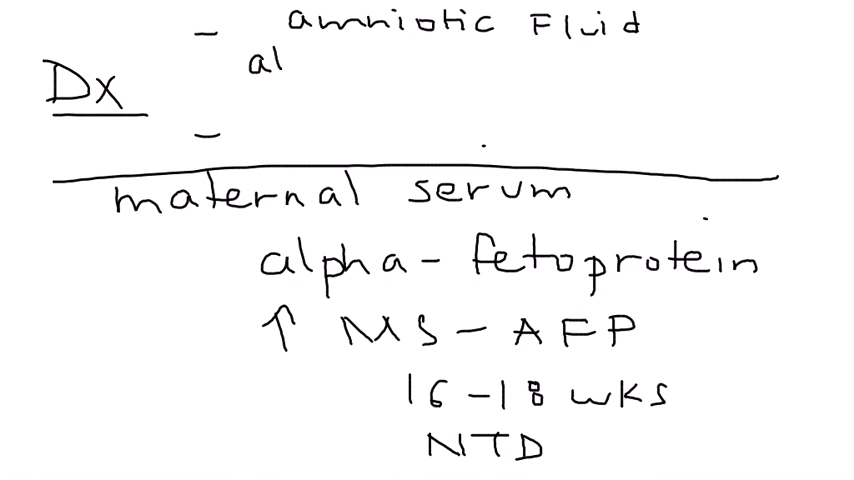 - amniotic Fluid
al
Dx
-
maternal serum
alpha-fetoprotein
↑ MS-AFP
16-18 wks
NTD